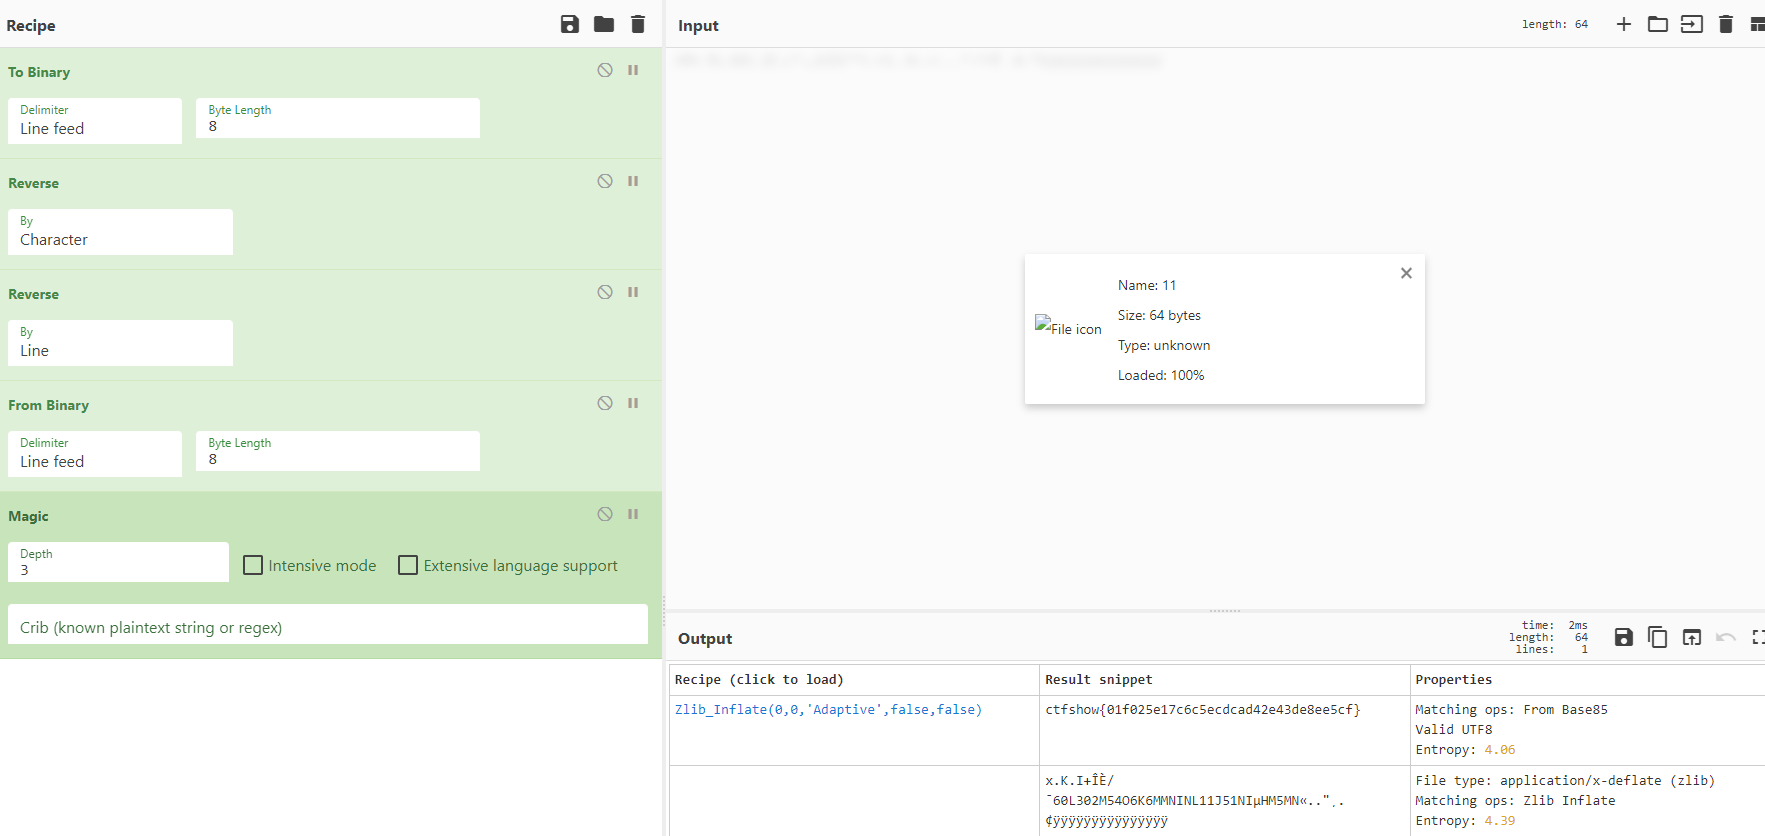 Recipe
To Binary
Delimiter
Line feed
Byte Length
8
Reverse
By
Character
Reverse
By
Line
From Binary
Delimiter
Line feed
Byte Length
8
Magic
Depth
3
Intensive mode
Extensive language support
Crib (known plaintext string or regex)
Input
length: 64
File icon
Name: 11
Size: 64 bytes
Type: unknown
Loaded: 100%
Output
time: 2ms
length: 64
lines: 1
Recipe (click to load)
Result snippet
Properties
Zlib_Inflate(0,0,'Adaptive',false,false)
ctfshow{01f025e17c6c5ecdcad42e43de8ee5cf}
Matching ops: From Base85
Valid UTF8
Entropy: 4.06
x.K.I+ÎÈ/
¯60L302M54O6K6MMNINL11J51NIµHM5MN«..".
¢ÿÿÿÿÿÿÿÿÿÿÿÿÿÿÿ
File type: application/x-deflate (zlib)
Matching ops: Zlib Inflate
Entropy: 4.39